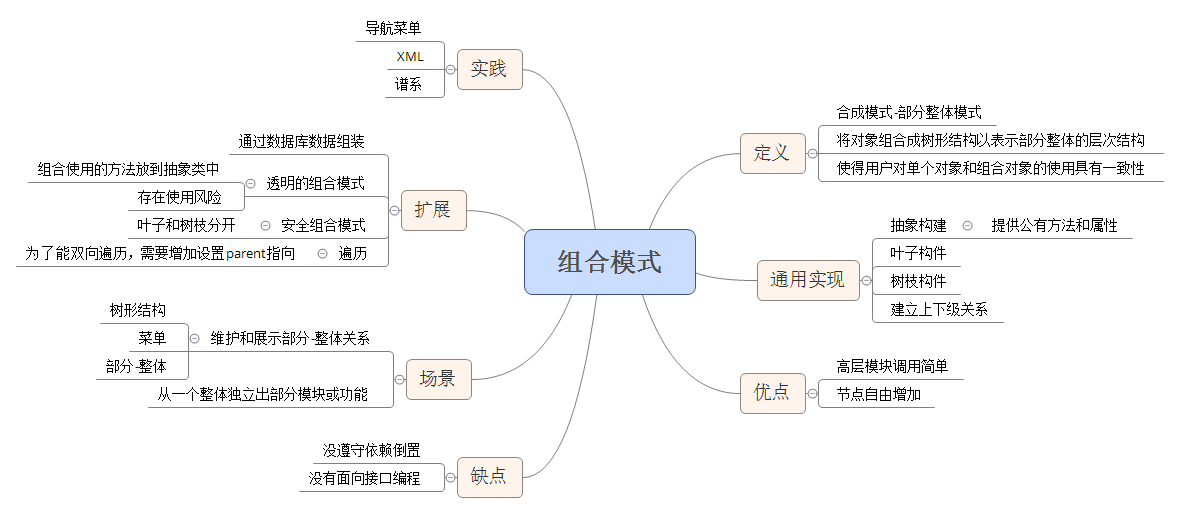 组合模式
定义
合成模式-部分整体模式
将对象组合成树形结构以表示部分整体的层次结构
使得用户对单个对象和组合对象的使用具有一致性
通用实现
抽象构建
提供公有方法和属性
叶子构件
树枝构件
建立上下级关系
优点
高层模块调用简单
节点自由增加
实践
导航菜单
XML
谱系
扩展
通过数据库数据组装
透明的组合模式
组合使用的方法放到抽象类中
存在使用风险
安全组合模式
叶子和树枝分开
遍历
为了能双向遍历，需要增加设置parent指向
场景
维护和展示部分-整体关系
树形结构
菜单
部分-整体
从一个整体独立出部分模块或功能
缺点
没遵守依赖倒置
没有面向接口编程